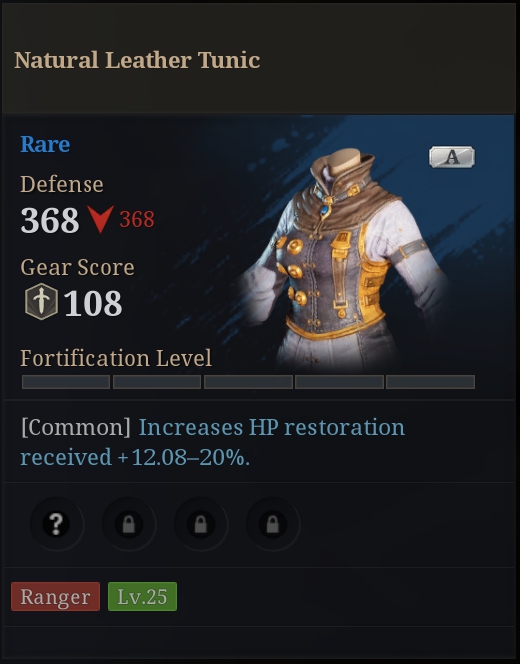 Natural Leather Tunic
Rare
A
Defense
368 368
Gear Score
108
Fortification Level
[Common] Increases HP restoration
received +12.08–20%.
?
Ranger Lv.25